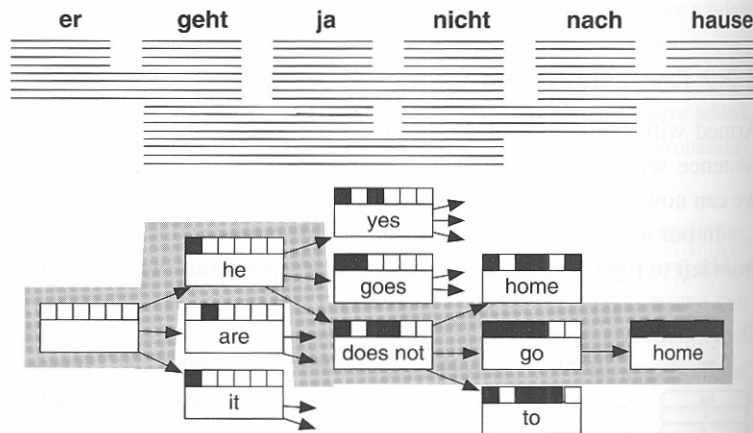 er geht ja nicht nach hause
yes
he goes home
are does not go home
it to